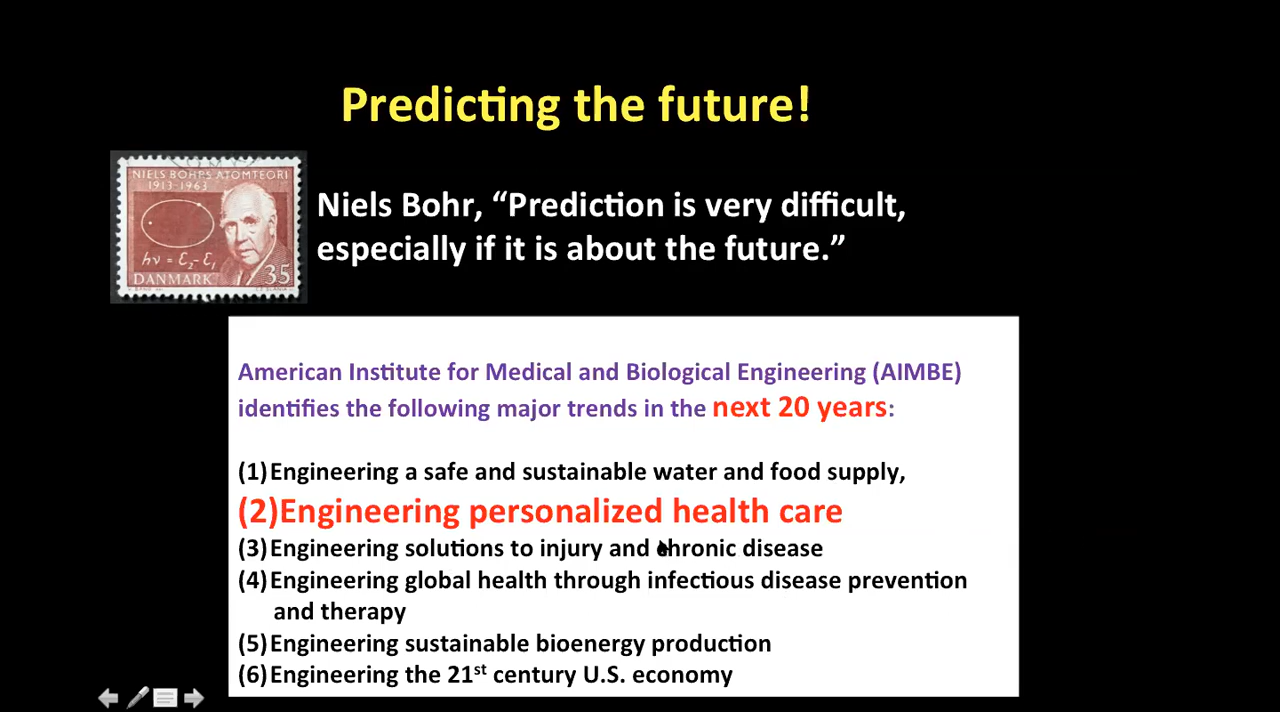 Predicting the future!
NIELS BOHRS ATOMTEORI
1913-1963
hν = ε₂-ε₁
35
DANMARK
Niels Bohr, “Prediction is very difficult,
especially if it is about the future.”
American Institute for Medical and Biological Engineering (AIMBE)
identifies the following major trends in the next 20 years:
(1)Engineering a safe and sustainable water and food supply,
(2)Engineering personalized health care
(3)Engineering solutions to injury and chronic disease
(4)Engineering global health through infectious disease prevention
and therapy
(5)Engineering sustainable bioenergy production
(6)Engineering the 21st century U.S. economy